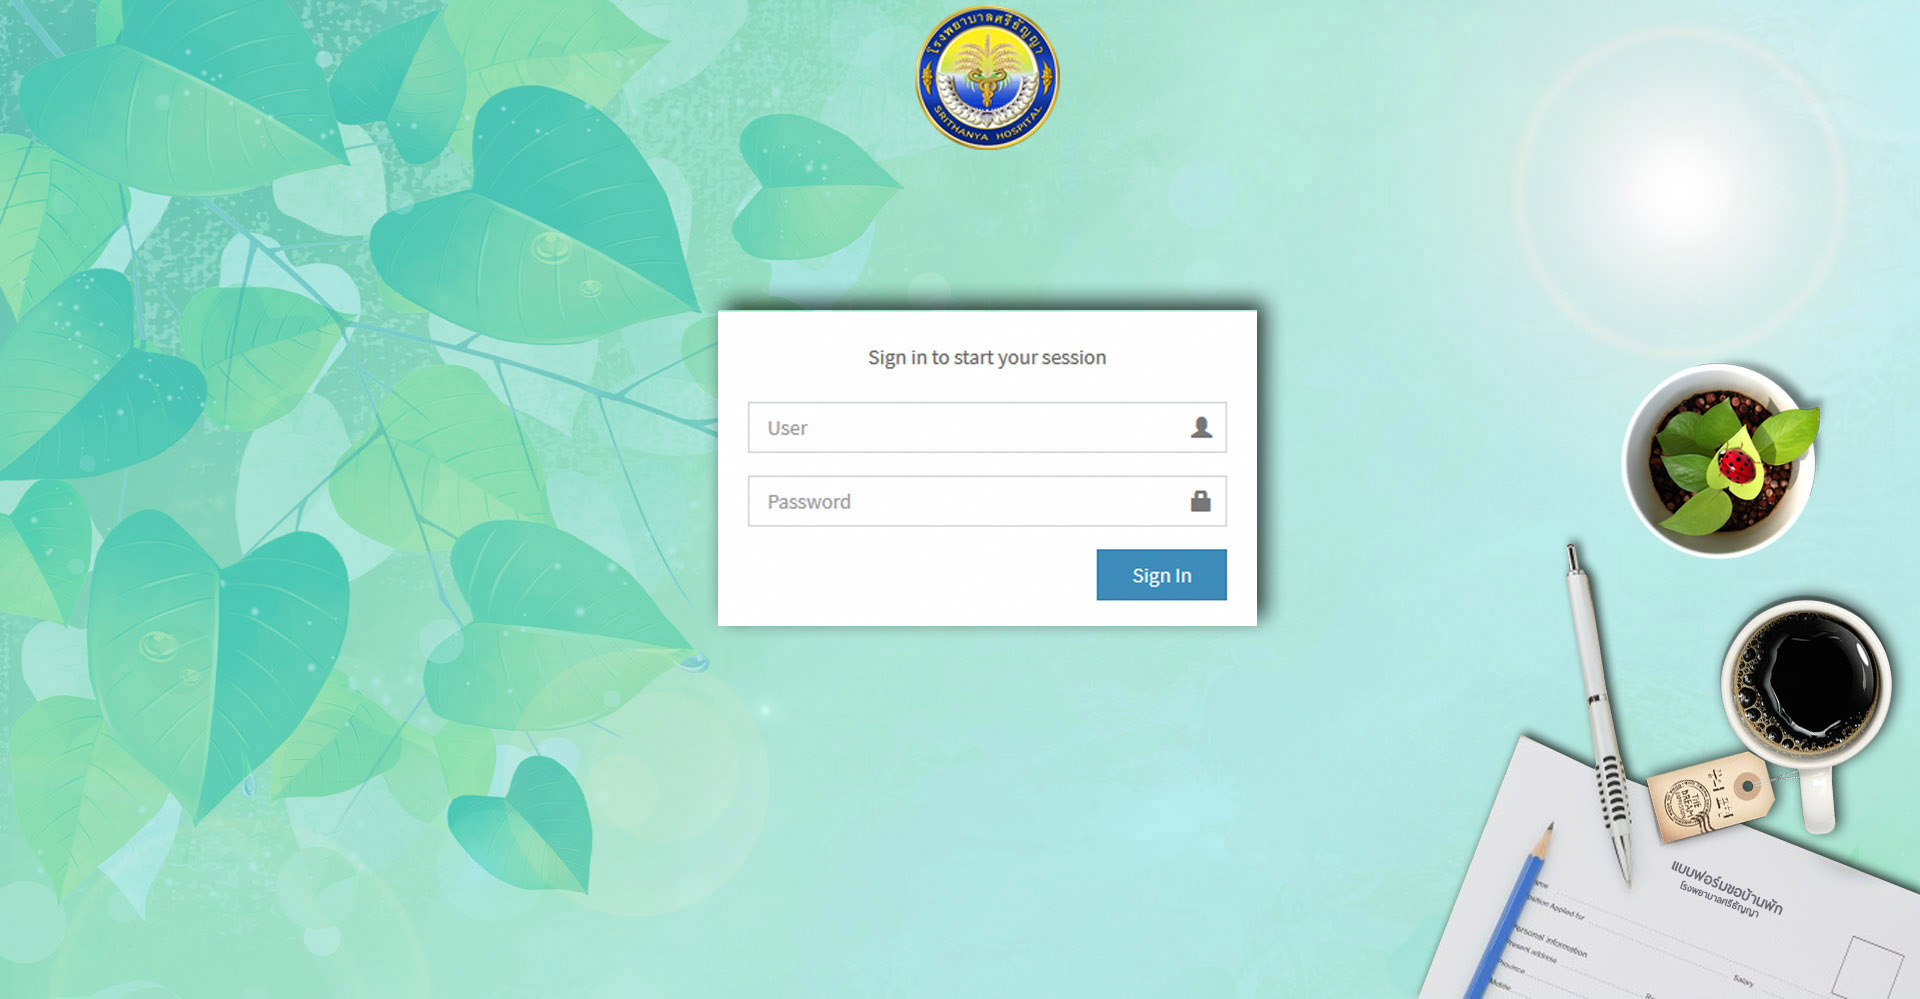 โรงพยาบาลศรีธัญญา
SRITHANYA HOSPITAL
Sign in to start your session
User
Password
Sign In
THE
DREAM
แบบฟอร์มขอบ้านพัก
โรงพยาบาลศรีธัญญา
Position Applied for
Personal information
Present address
Province
Salary
Mobile